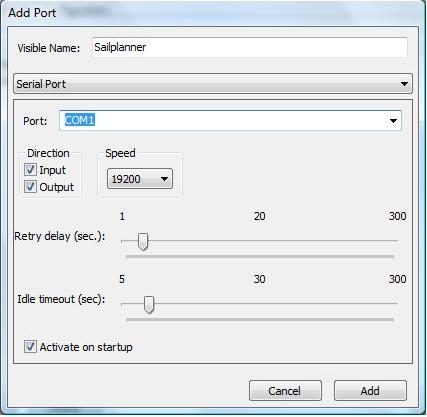 Add Port
Visible Name: Sailplanner
Serial Port
Port: COM1
Direction Speed
Input
Output
19200
1 20 300
Retry delay (sec.):
5 30 300
Idle timeout (sec):
Activate on startup
Cancel Add